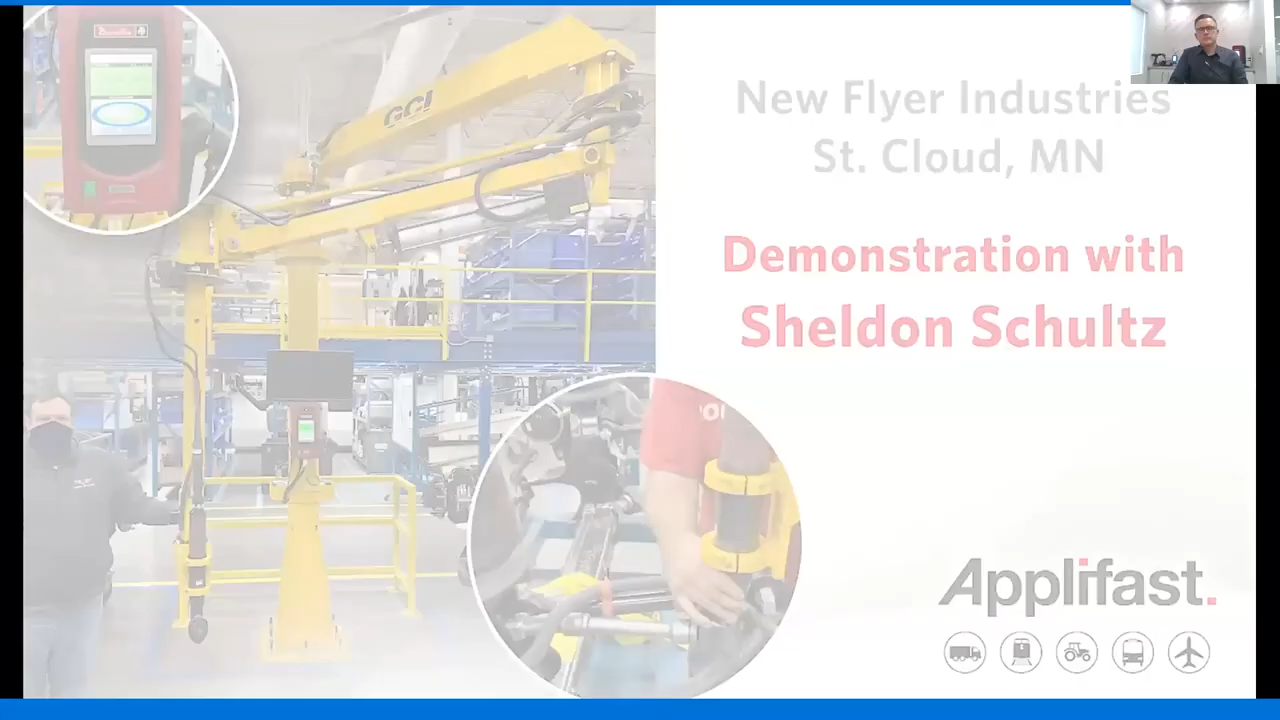 GCI
New Flyer Industries
St. Cloud, MN
Demonstration with
Sheldon Schultz
Applifast.